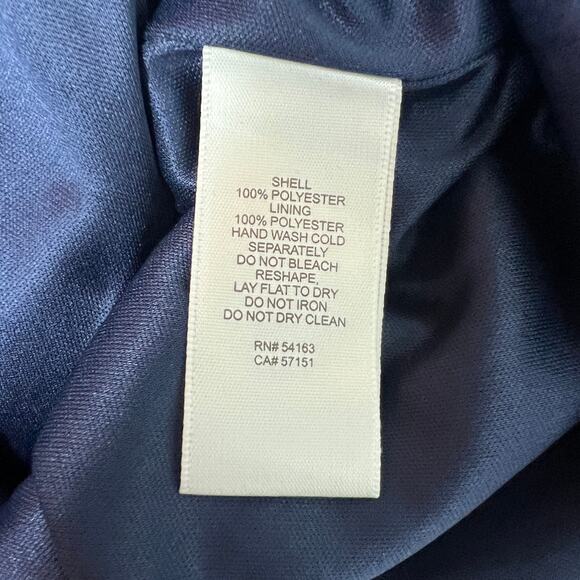 SHELL
100% POLYESTER
LINING
100% POLYESTER
HAND WASH COLD
SEPARATELY
DO NOT BLEACH
RESHAPE,
LAY FLAT TO DRY
DO NOT IRON
DO NOT DRY CLEAN
RN# 54163
CA# 57151